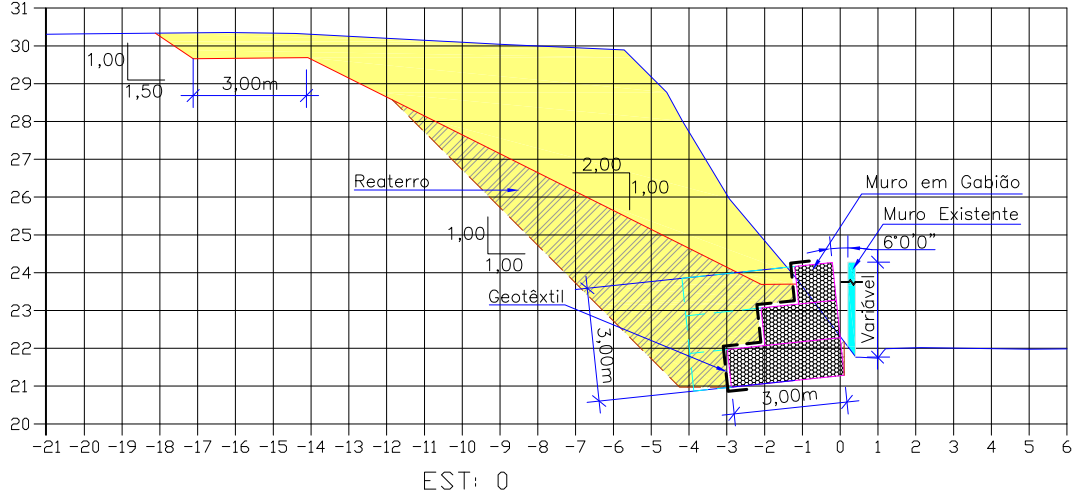 31
30
29
28
27
26
25
24
23
22
21
20
1,00
1,50
3,00m
2,00
1,00
Reaterro
1,00
1,00
Geotêxtil
3,00m
3,00m
Muro em Gabião
Muro Existente
6°0'0"
Variável
-21 -20 -19 -18 -17 -16 -15 -14 -13 -12 -11 -10 -9 -8 -7 -6 -5 -4 -3 -2 -1 0 1 2 3 4 5 6
EST: 0